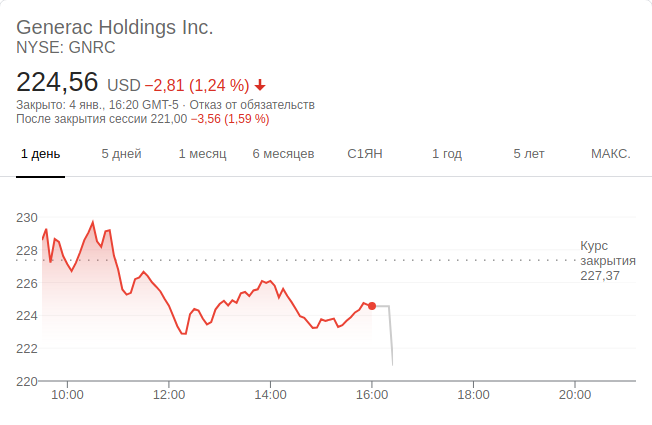 Generac Holdings Inc.
NYSE: GNRC
224,56 USD −2,81 (1,24 %)
Закрыто: 4 янв., 16:20 GMT-5 · Отказ от обязательств
После закрытия сессии 221,00 −3,56 (1,59 %)
1 день 5 дней 1 месяц 6 месяцев С1ЯН 1 год 5 лет МАКС.
230
228
226
224
222
220
Курс
закрытия
227,37
10:00 12:00 14:00 16:00 18:00 20:00